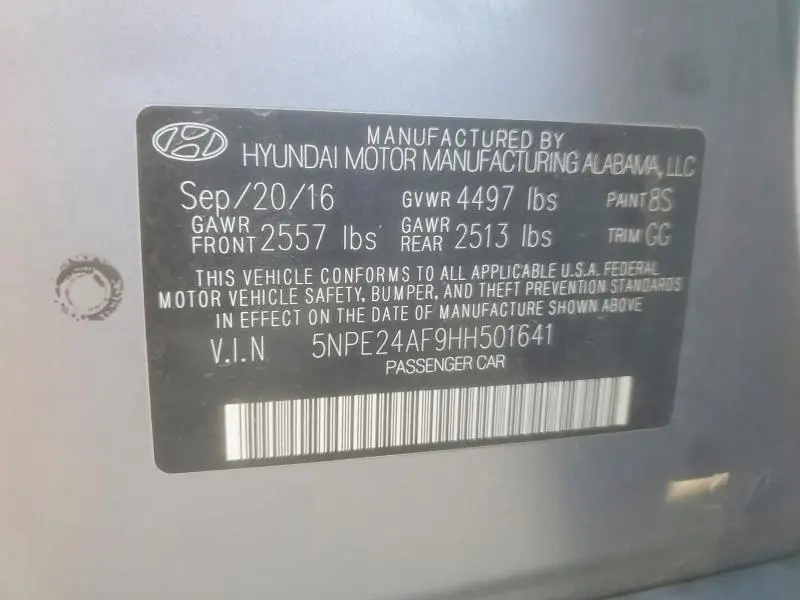 MANUFACTURED BY
HYUNDAI MOTOR MANUFACTURING ALABAMA, LLC
Sep/20/16 GVWR 4497 lbs PAINT 8S
GAWR FRONT 2557 lbs GAWR REAR 2513 lbs TRIM GG
THIS VEHICLE CONFORMS TO ALL APPLICABLE U.S.A. FEDERAL
MOTOR VEHICLE SAFETY, BUMPER, AND THEFT PREVENTION STANDARDS
IN EFFECT ON THE DATE OF MANUFACTURE SHOWN ABOVE
V.I.N 5NPE24AF9HH501641
PASSENGER CAR